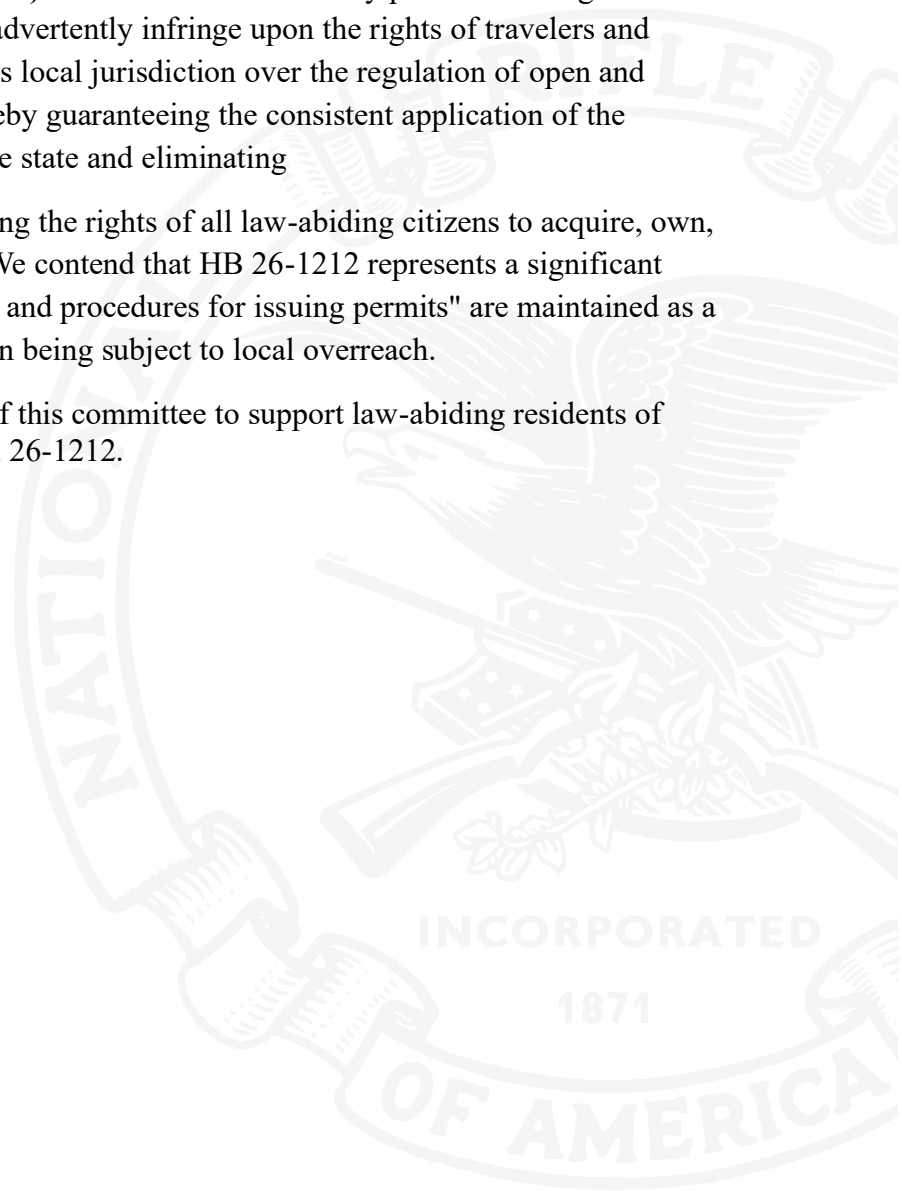 advertently infringe upon the rights of travelers and
s local jurisdiction over the regulation of open and
eby guaranteeing the consistent application of the
e state and eliminating
ng the rights of all law-abiding citizens to acquire, own,
We contend that HB 26-1212 represents a significant
and procedures for issuing permits" are maintained as a
n being subject to local overreach.
f this committee to support law-abiding residents of
26-1212.
NATIONAL
RIFLE
INCORPORATED
1871
OF AMERICA